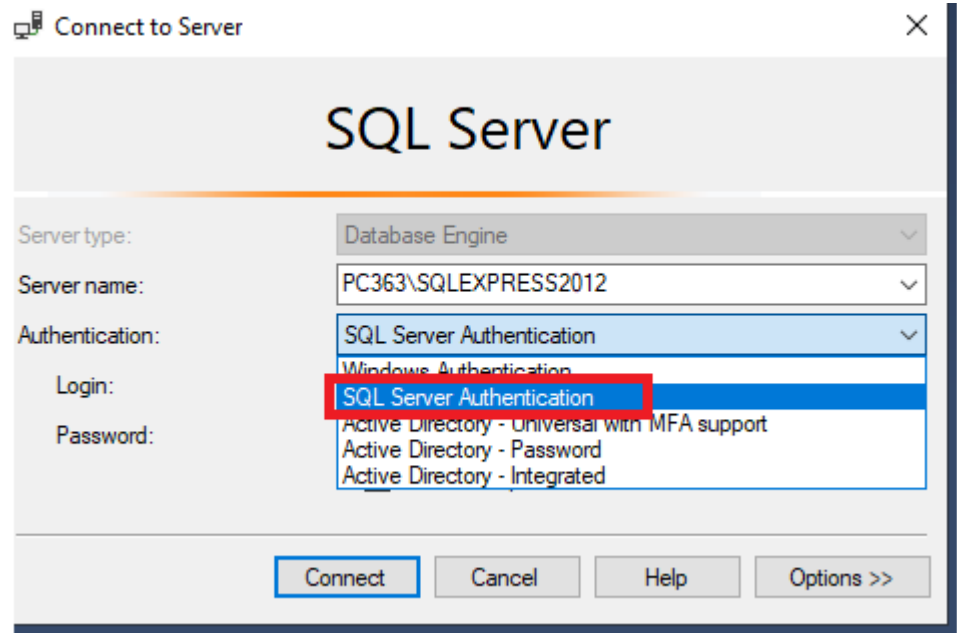 Connect to Server
SQL Server
Server type:
Database Engine
Server name:
PC363\SQLEXPRESS2012
Authentication:
SQL Server Authentication
Windows Authentication
Login:
SQL Server Authentication
Active Directory - Universal with MFA support
Password:
Active Directory - Password
Active Directory - Integrated
Connect
Cancel
Help
Options >>